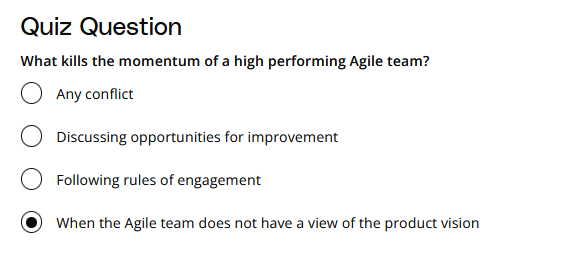 Quiz Question
What kills the momentum of a high performing Agile team?
Any conflict
Discussing opportunities for improvement
Following rules of engagement
When the Agile team does not have a view of the product vision